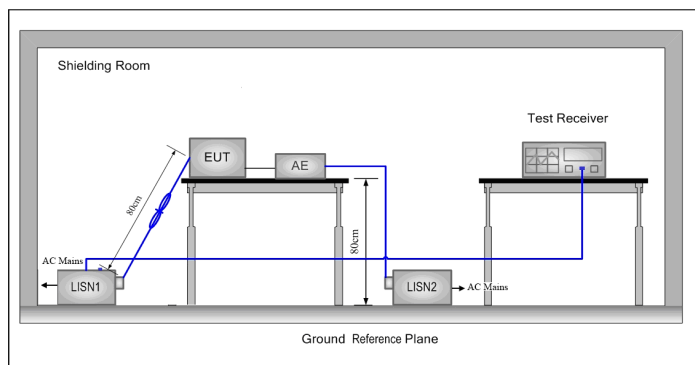 Shielding Room
Test Receiver
EUT
AE
80cm
80cm
AC Mains
LISN1
LISN2
AC Mains
Ground Reference Plane